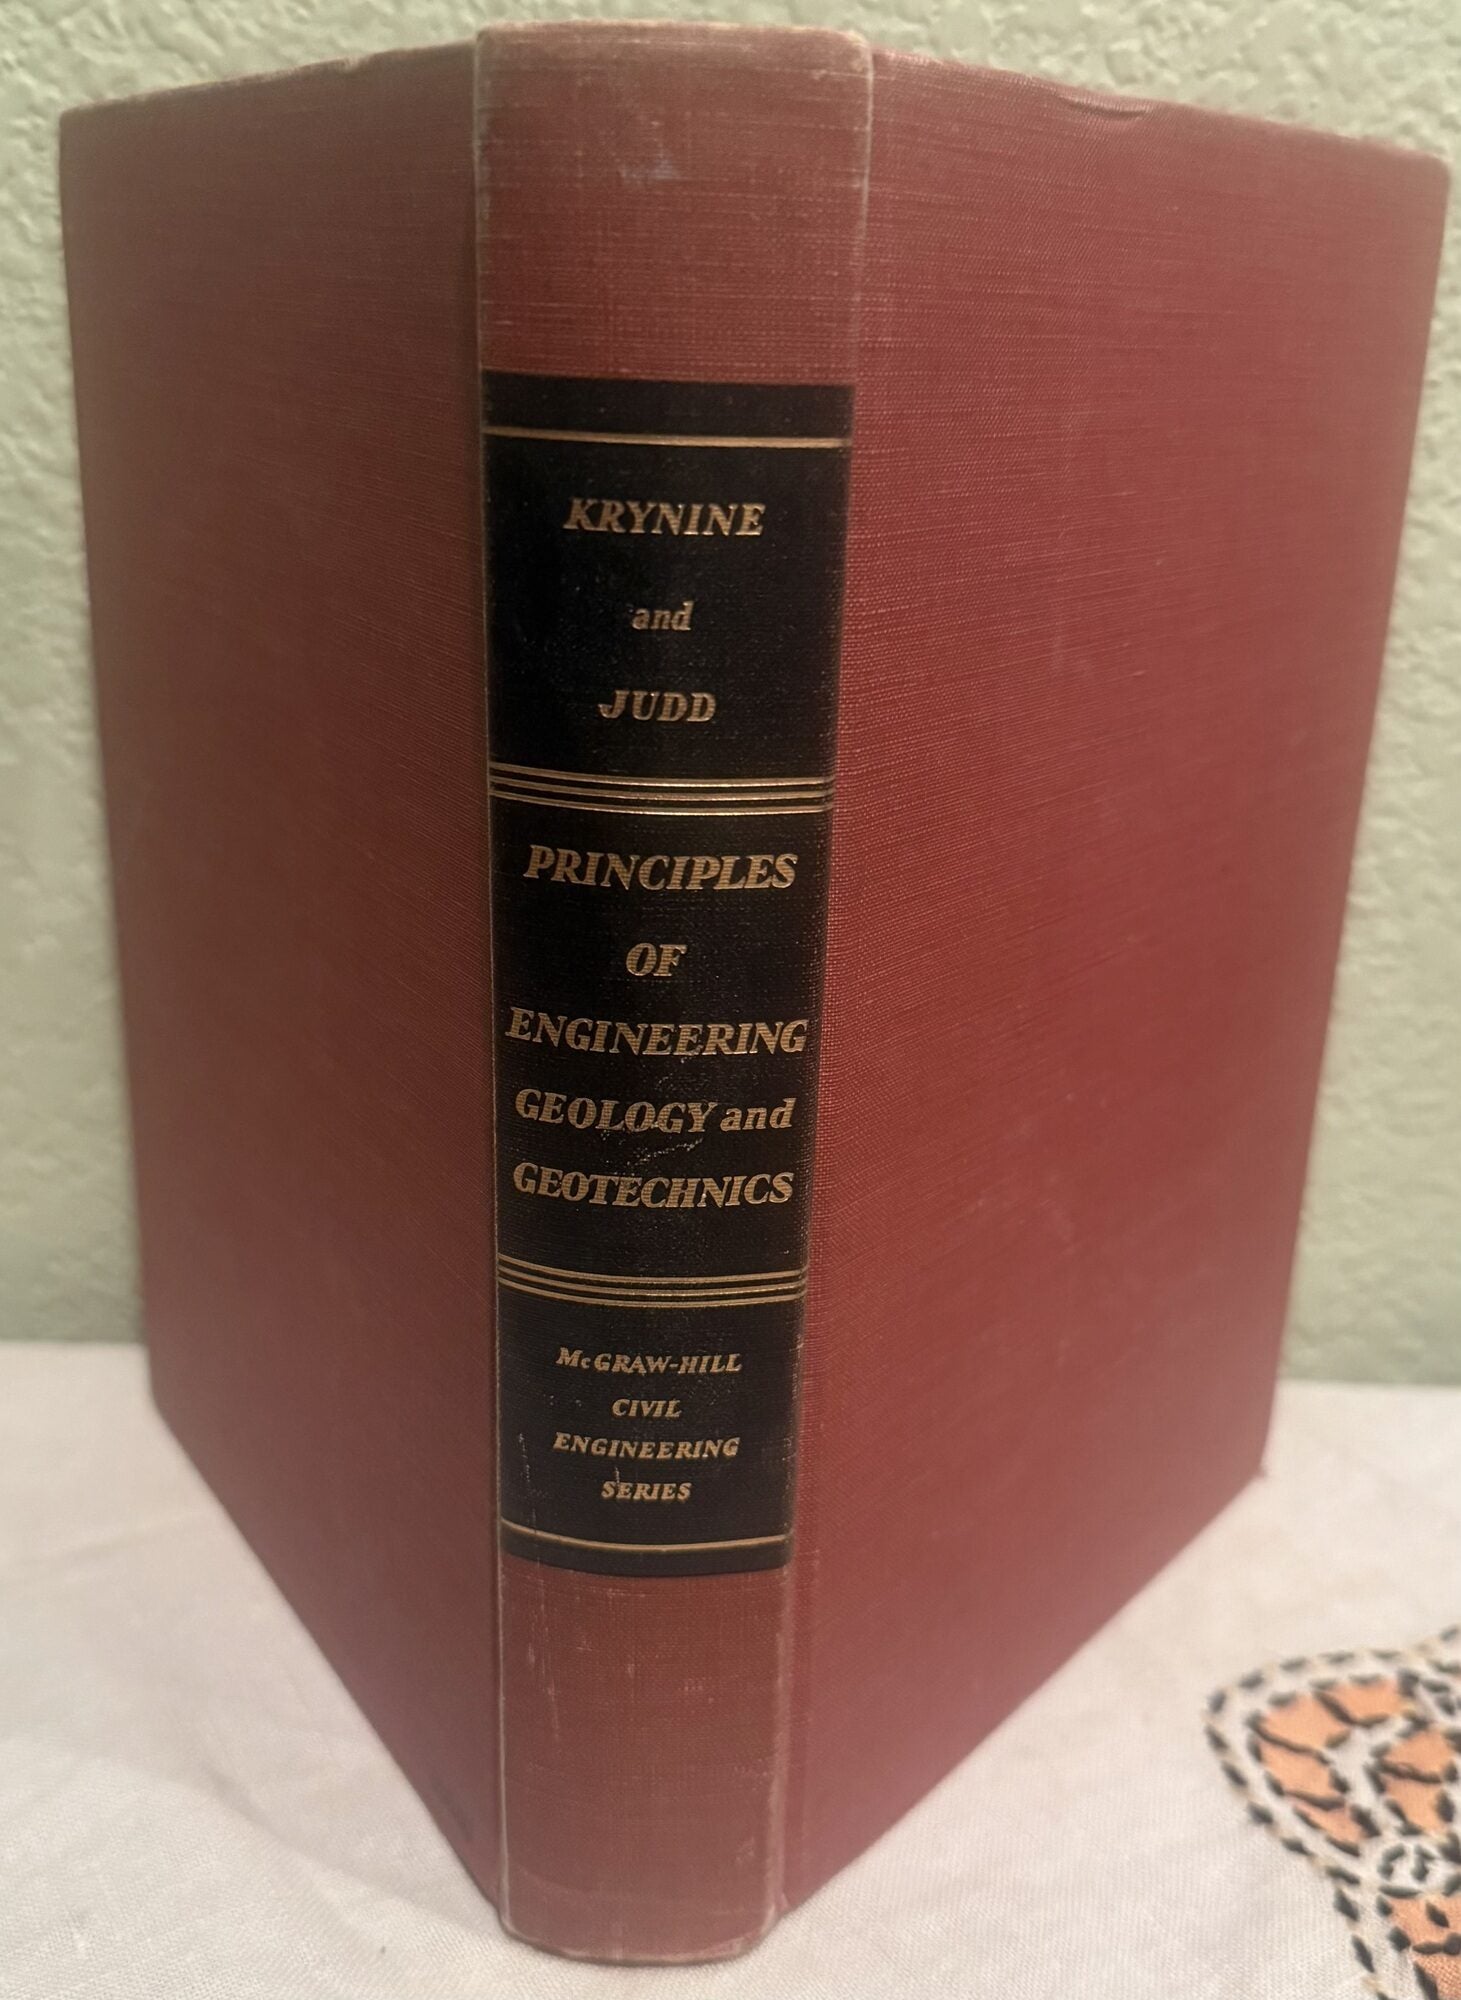 KRYNINE
and
JUDD
PRINCIPLES
OF
ENGINEERING
GEOLOGY and
GEOTECHNICS
McGRAW-HILL
CIVIL
ENGINEERING
SERIES